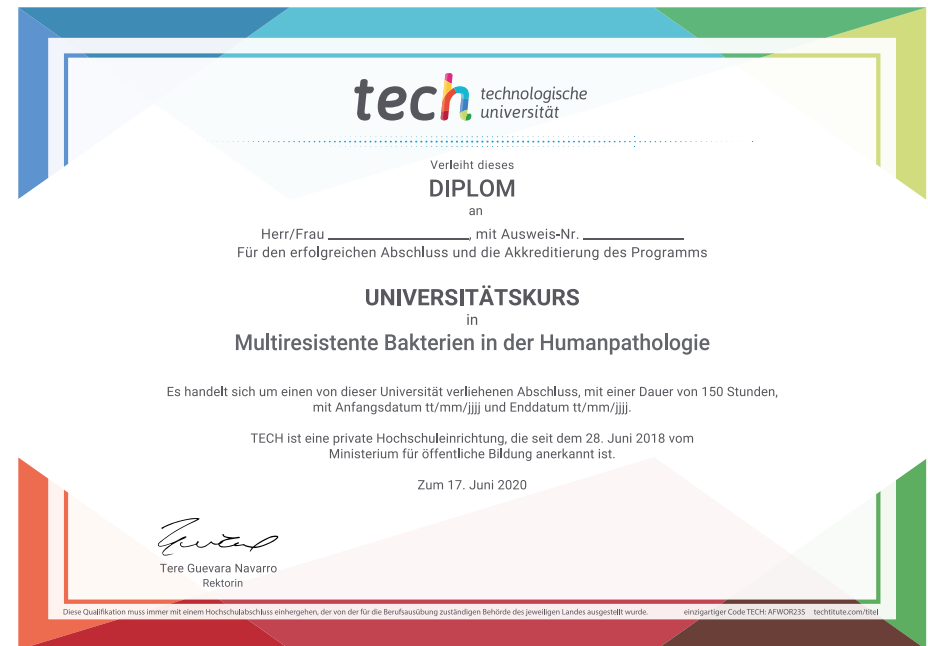 tech technologische
universität
Verleiht dieses
DIPLOM
an
Herr/Frau ____________, mit Ausweis-Nr. ____________
Für den erfolgreichen Abschluss und die Akkreditierung des Programms
UNIVERSITÄTSKURS
in
Multiresistente Bakterien in der Humanpathologie
Es handelt sich um einen von dieser Universität verliehenen Abschluss, mit einer Dauer von 150 Stunden,
mit Anfangsdatum tt/mm/jjjj und Enddatum tt/mm/jjjj.
TECH ist eine private Hochschuleinrichtung, die seit dem 28. Juni 2018 vom
Ministerium für öffentliche Bildung anerkannt ist.
Zum 17. Juni 2020
Tere Guevara Navarro
Rektorin
Diese Qualifikation muss immer mit einem Hochschulabschluss einhergehen, der von der für die Berufsausübung zuständigen Behörde des jeweiligen Landes ausgestellt wurde. einzigartiger Code TECH: AFWOR23S techtitute.com/titel